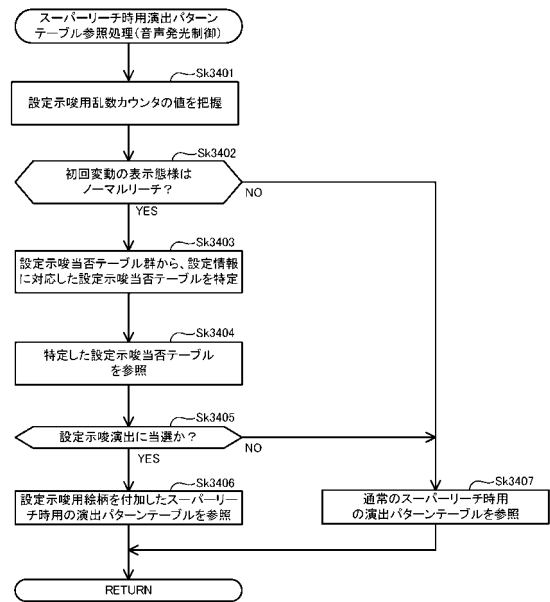 スーパーリーチ時用演出パターン
テーブル参照処理(音声発光制御)
Sk3401
設定示唆用乱数カウンタの値を把握
Sk3402
初回変動の表示態様は
ノーマルリーチ？
NO
YES
Sk3403
設定示唆当否テーブル群から、設定情報
に対応した設定示唆当否テーブルを特定
Sk3404
特定した設定示唆当否テーブル
を参照
Sk3405
設定示唆演出に当選か？
NO
YES
Sk3406
設定示唆用絵柄を付加したスーパーリー
チ時用の演出パターンテーブルを参照
Sk3407
通常のスーパーリーチ時用
の演出パターンテーブルを参照
RETURN